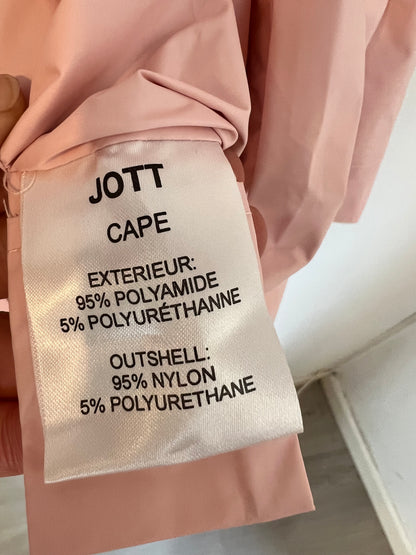 JOTT
CAPE
EXTERIEUR:
95% POLYAMIDE
5% POLYURÉTHANNE
OUTSHELL:
95% NYLON
5% POLYURETHANE